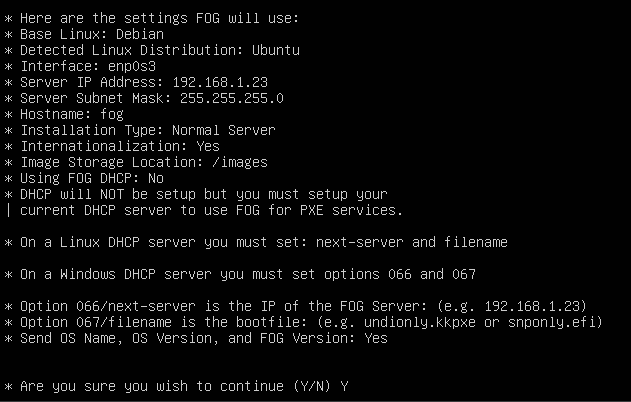 * Here are the settings FOG will use:
* Base Linux: Debian
* Detected Linux Distribution: Ubuntu
* Interface: enp0s3
* Server IP Address: 192.168.1.23
* Server Subnet Mask: 255.255.255.0
* Hostname: fog
* Installation Type: Normal Server
* Internationalization: Yes
* Image Storage Location: /images
* Using FOG DHCP: No
* DHCP will NOT be setup but you must setup your
| current DHCP server to use FOG for PXE services.
* On a Linux DHCP server you must set: next-server and filename
* On a Windows DHCP server you must set options 066 and 067
* Option 066/next-server is the IP of the FOG Server: (e.g. 192.168.1.23)
* Option 067/filename is the bootfile: (e.g. undionly.kkpxe or snponly.efi)
* Send OS Name, OS Version, and FOG Version: Yes
* Are you sure you wish to continue (Y/N) Y